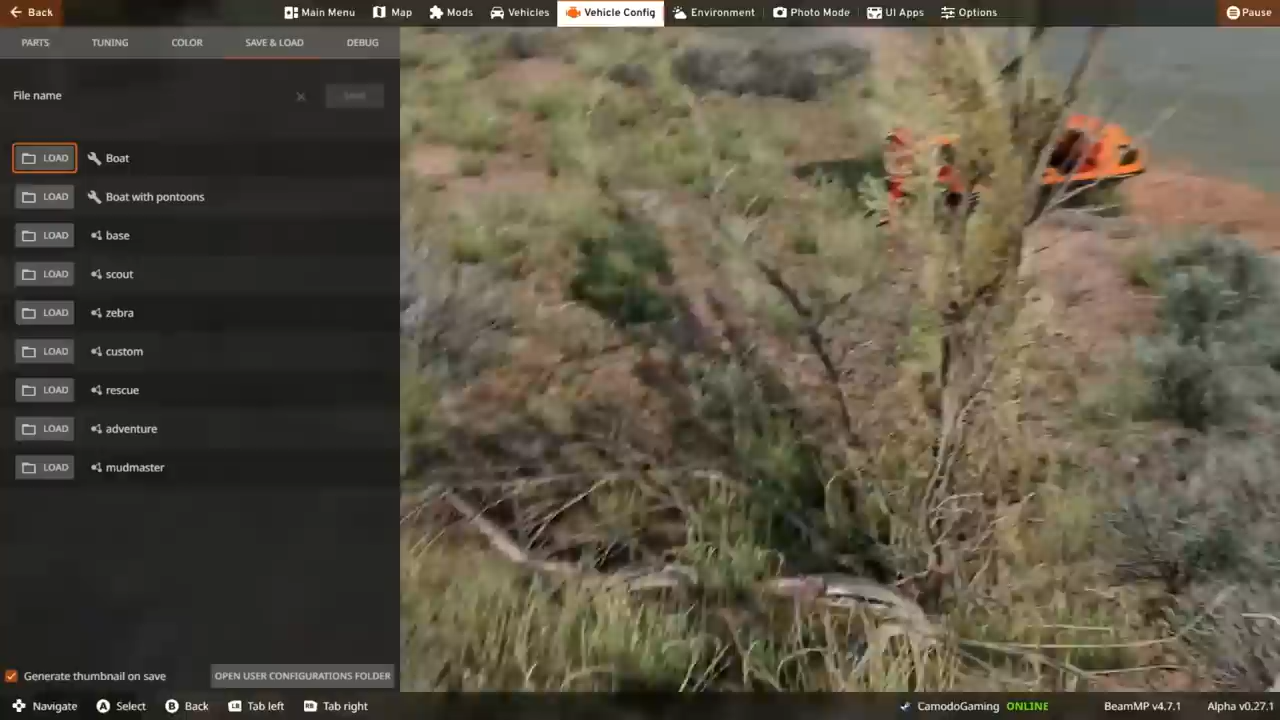 Back
Main Menu
Map
Mods
Vehicles
Vehicle Config
Environment
Photo Mode
UI Apps
Options
Pause
PARTS
TUNING
COLOR
SAVE & LOAD
DEBUG
File name
Save
LOAD Boat
LOAD Boat with pontoons
LOAD base
LOAD scout
LOAD zebra
LOAD custom
LOAD rescue
LOAD adventure
LOAD mudmaster
Generate thumbnail on save
OPEN USER CONFIGURATIONS FOLDER
Navigate
A Select
B Back
LB Tab left
RB Tab right
CamodoGaming ONLINE
BeamMP v4.7.1
Alpha v0.27.1